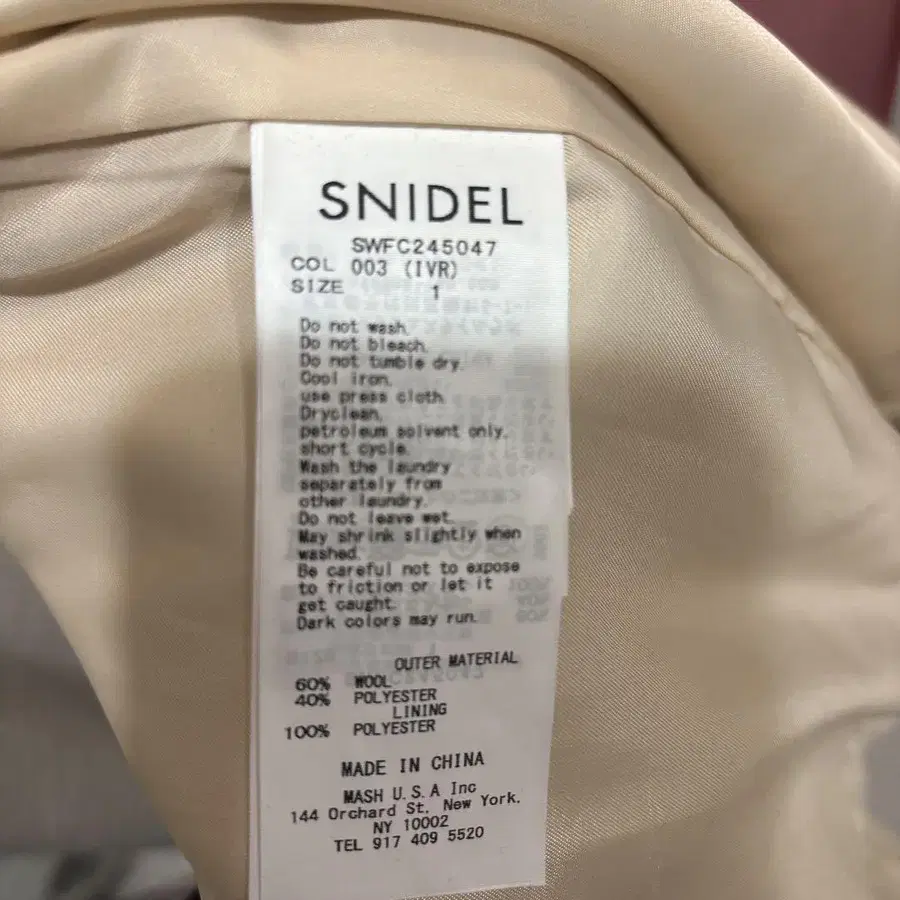 SNIDEL
SWFC245047
COL 003 (IVR)
SIZE 1
Do not wash.
Do not bleach.
Do not tumble dry.
Cool iron.
use press cloth.
Dryclean,
petroleum solvent only.
short cycle.
Wash the laundry
separately from
other laundry.
Do not leave wet.
May shrink slightly when
washed.
Be careful not to expose
to friction or let it
get caught.
Dark colors may run.
OUTER MATERIAL
60% WOOL
40% POLYESTER
LINING
100% POLYESTER
MADE IN CHINA
MASH U.S.A Inc
144 Orchard St. New York.
NY 10002
TEL 917 409 5520